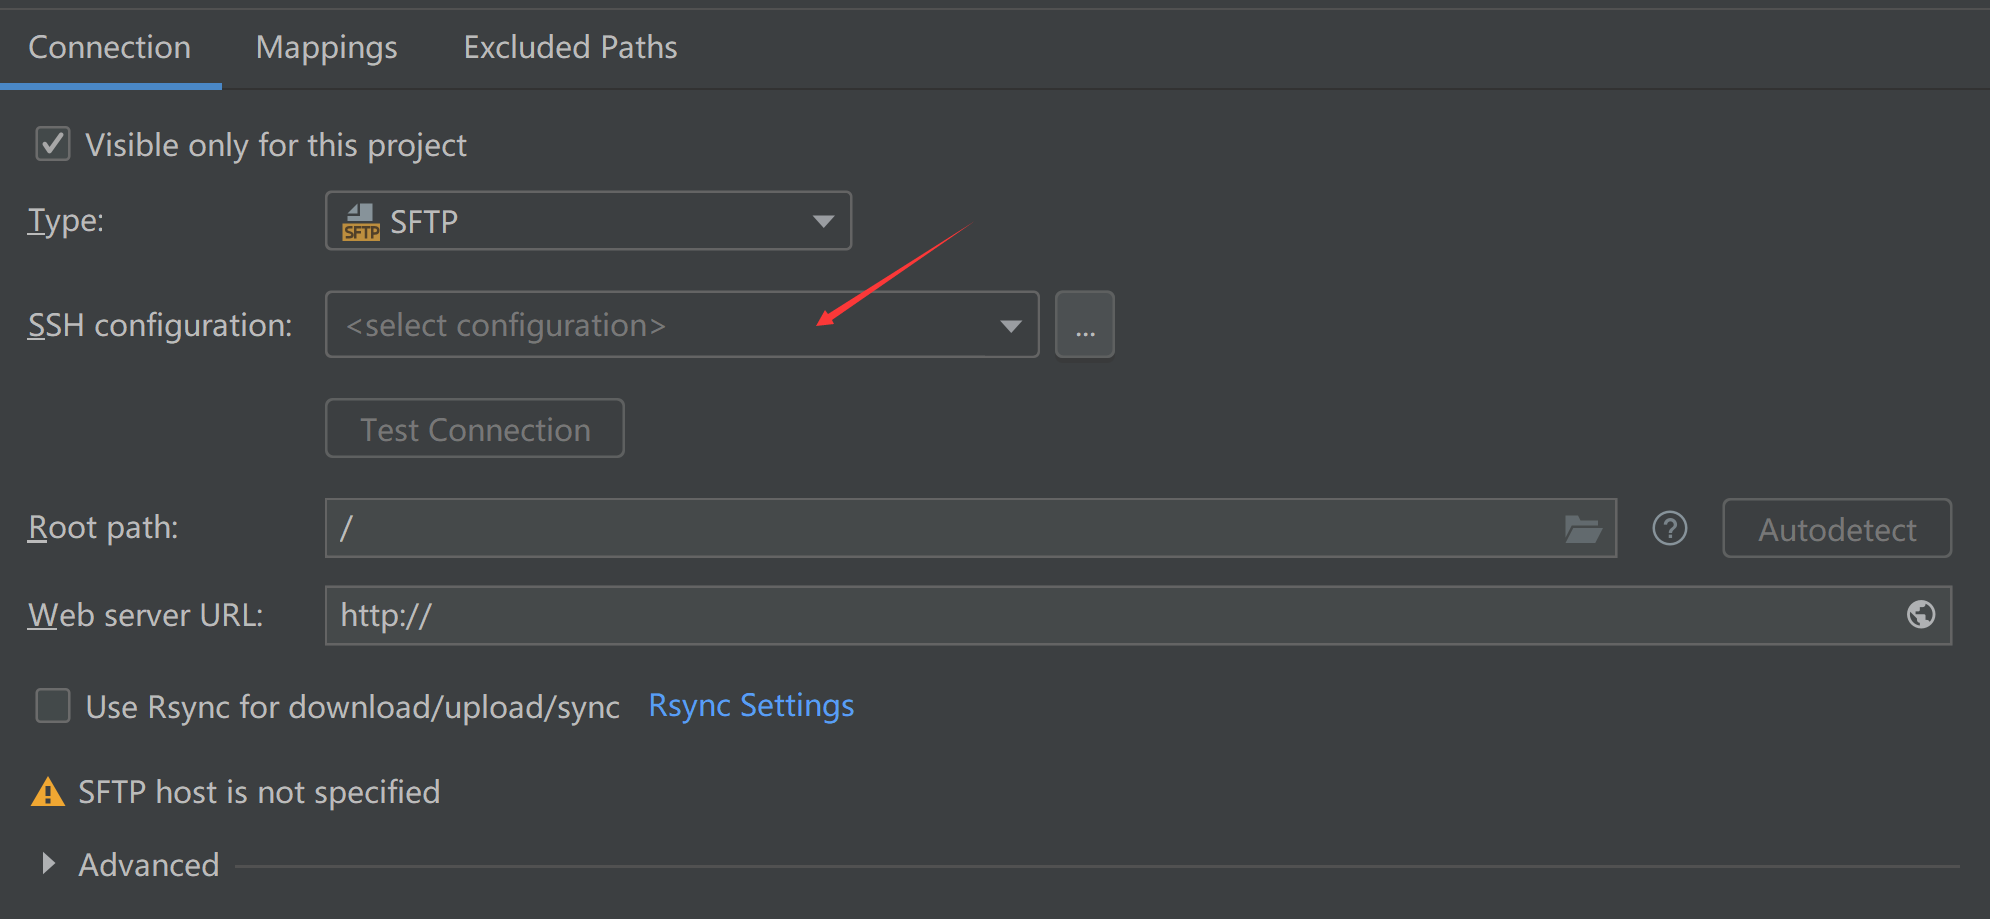 Connection Mappings Excluded Paths
Visible only for this project
Type: SFTP SFTP
SSH configuration: <select configuration> ...
Test Connection
Root path: / ? Autodetect
Web server URL: http://
Use Rsync for download/upload/sync Rsync Settings
SFTP host is not specified
Advanced